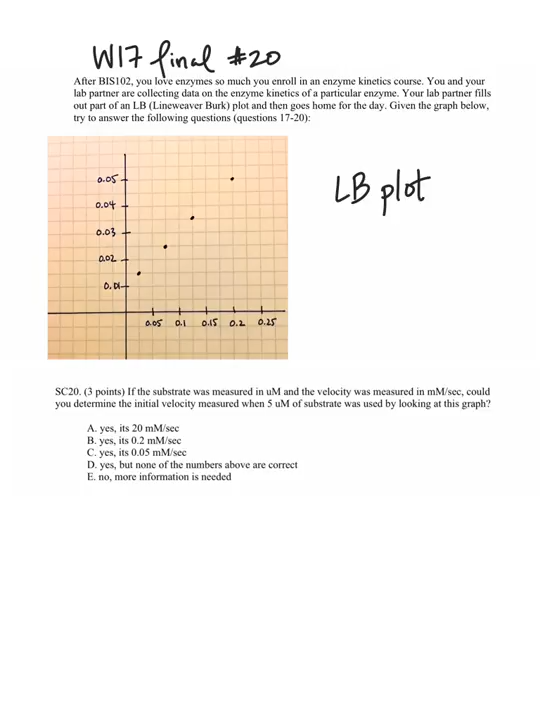 W17 final #20
After BIS102, you love enzymes so much you enroll in an enzyme kinetics course. You and your
lab partner are collecting data on the enzyme kinetics of a particular enzyme. Your lab partner fills
out part of an LB (Lineweaver Burk) plot and then goes home for the day. Given the graph below,
try to answer the following questions (questions 17-20):
LB plot
0.05
0.04
0.03
0.02
0.01
0.05 0.1 0.15 0.2 0.25
SC20. (3 points) If the substrate was measured in uM and the velocity was measured in mM/sec, could
you determine the initial velocity measured when 5 uM of substrate was used by looking at this graph?
A. yes, its 20 mM/sec
B. yes, its 0.2 mM/sec
C. yes, its 0.05 mM/sec
D. yes, but none of the numbers above are correct
E. no, more information is needed